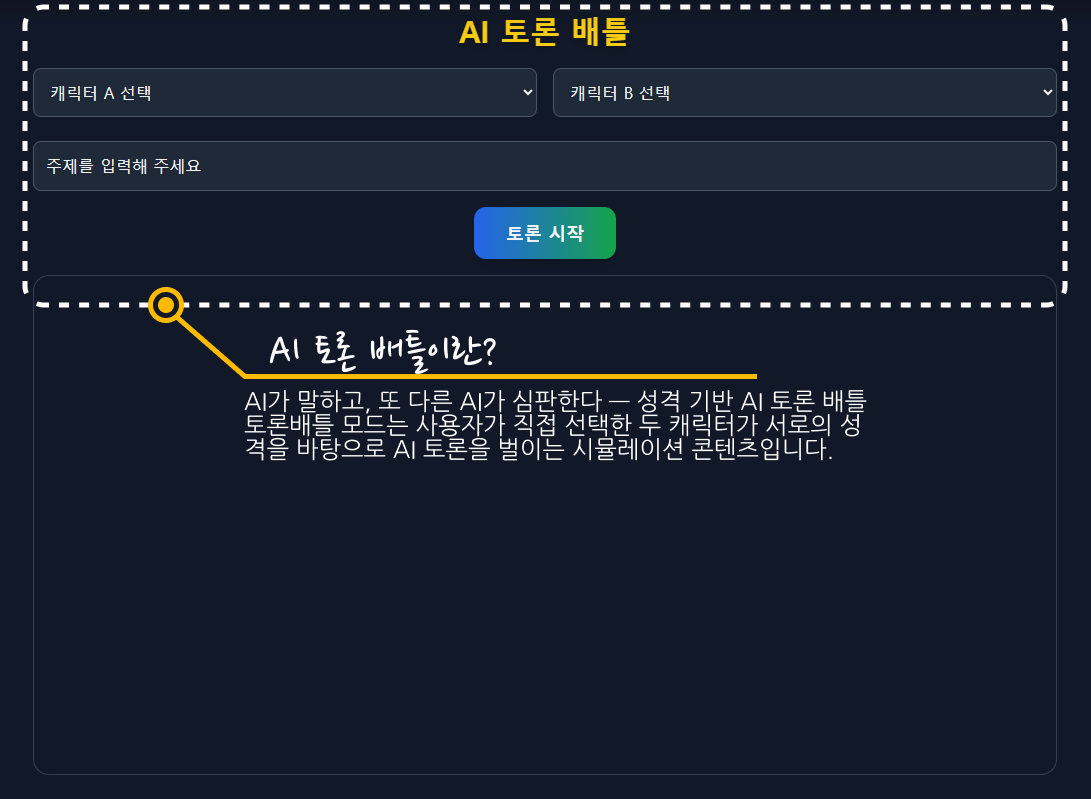 AI 토론 배틀
캐릭터 A 선택
캐릭터 B 선택
주제를 입력해 주세요
토론 시작
AI 토론 배틀이란?
AI가 말하고, 또 다른 AI가 심판한다 — 성격 기반 AI 토론 배틀
토론배틀 모드는 사용자가 직접 선택한 두 캐릭터가 서로의 성
격을 바탕으로 AI 토론을 벌이는 시뮬레이션 콘텐츠입니다.